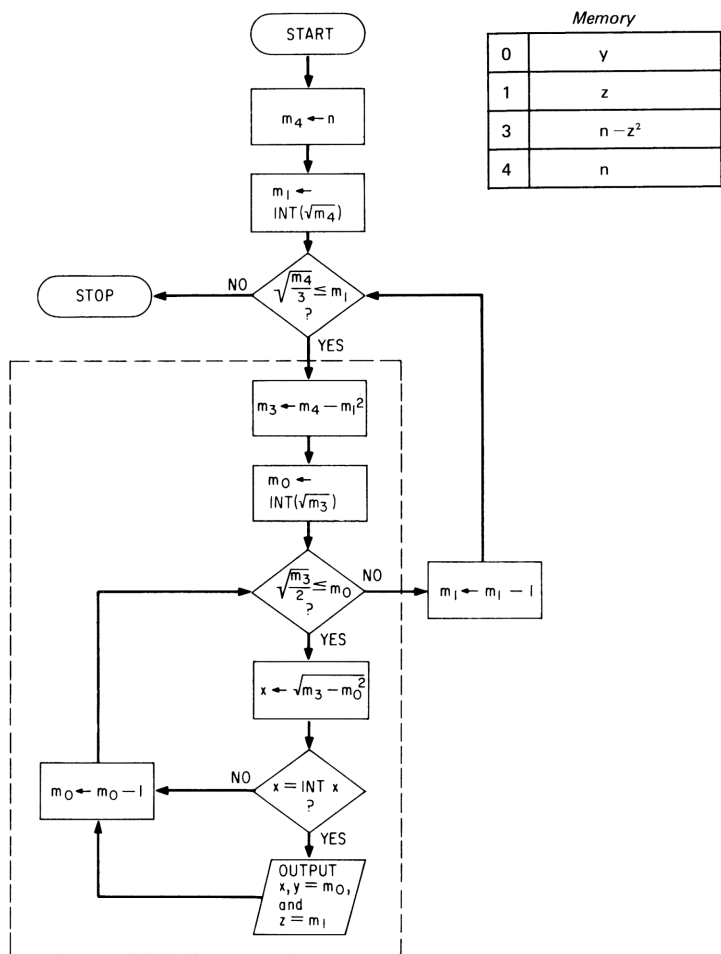 START
Memory
0 y
1 z
3 n − z²
4 n
m₄ ← n
m₁ ←
INT(√m₄)
√(m₄/3) ≤ m₁
?
NO
STOP
YES
m₃ ← m₄ − m₁²
m₀ ←
INT(√m₃)
√(m₃/2) ≤ m₀
?
NO
m₁ ← m₁ − 1
YES
x ← √(m₃ − m₀²)
x = INT x
?
NO
m₀ ← m₀ − 1
YES
OUTPUT
x, y = m₀,
and
z = m₁